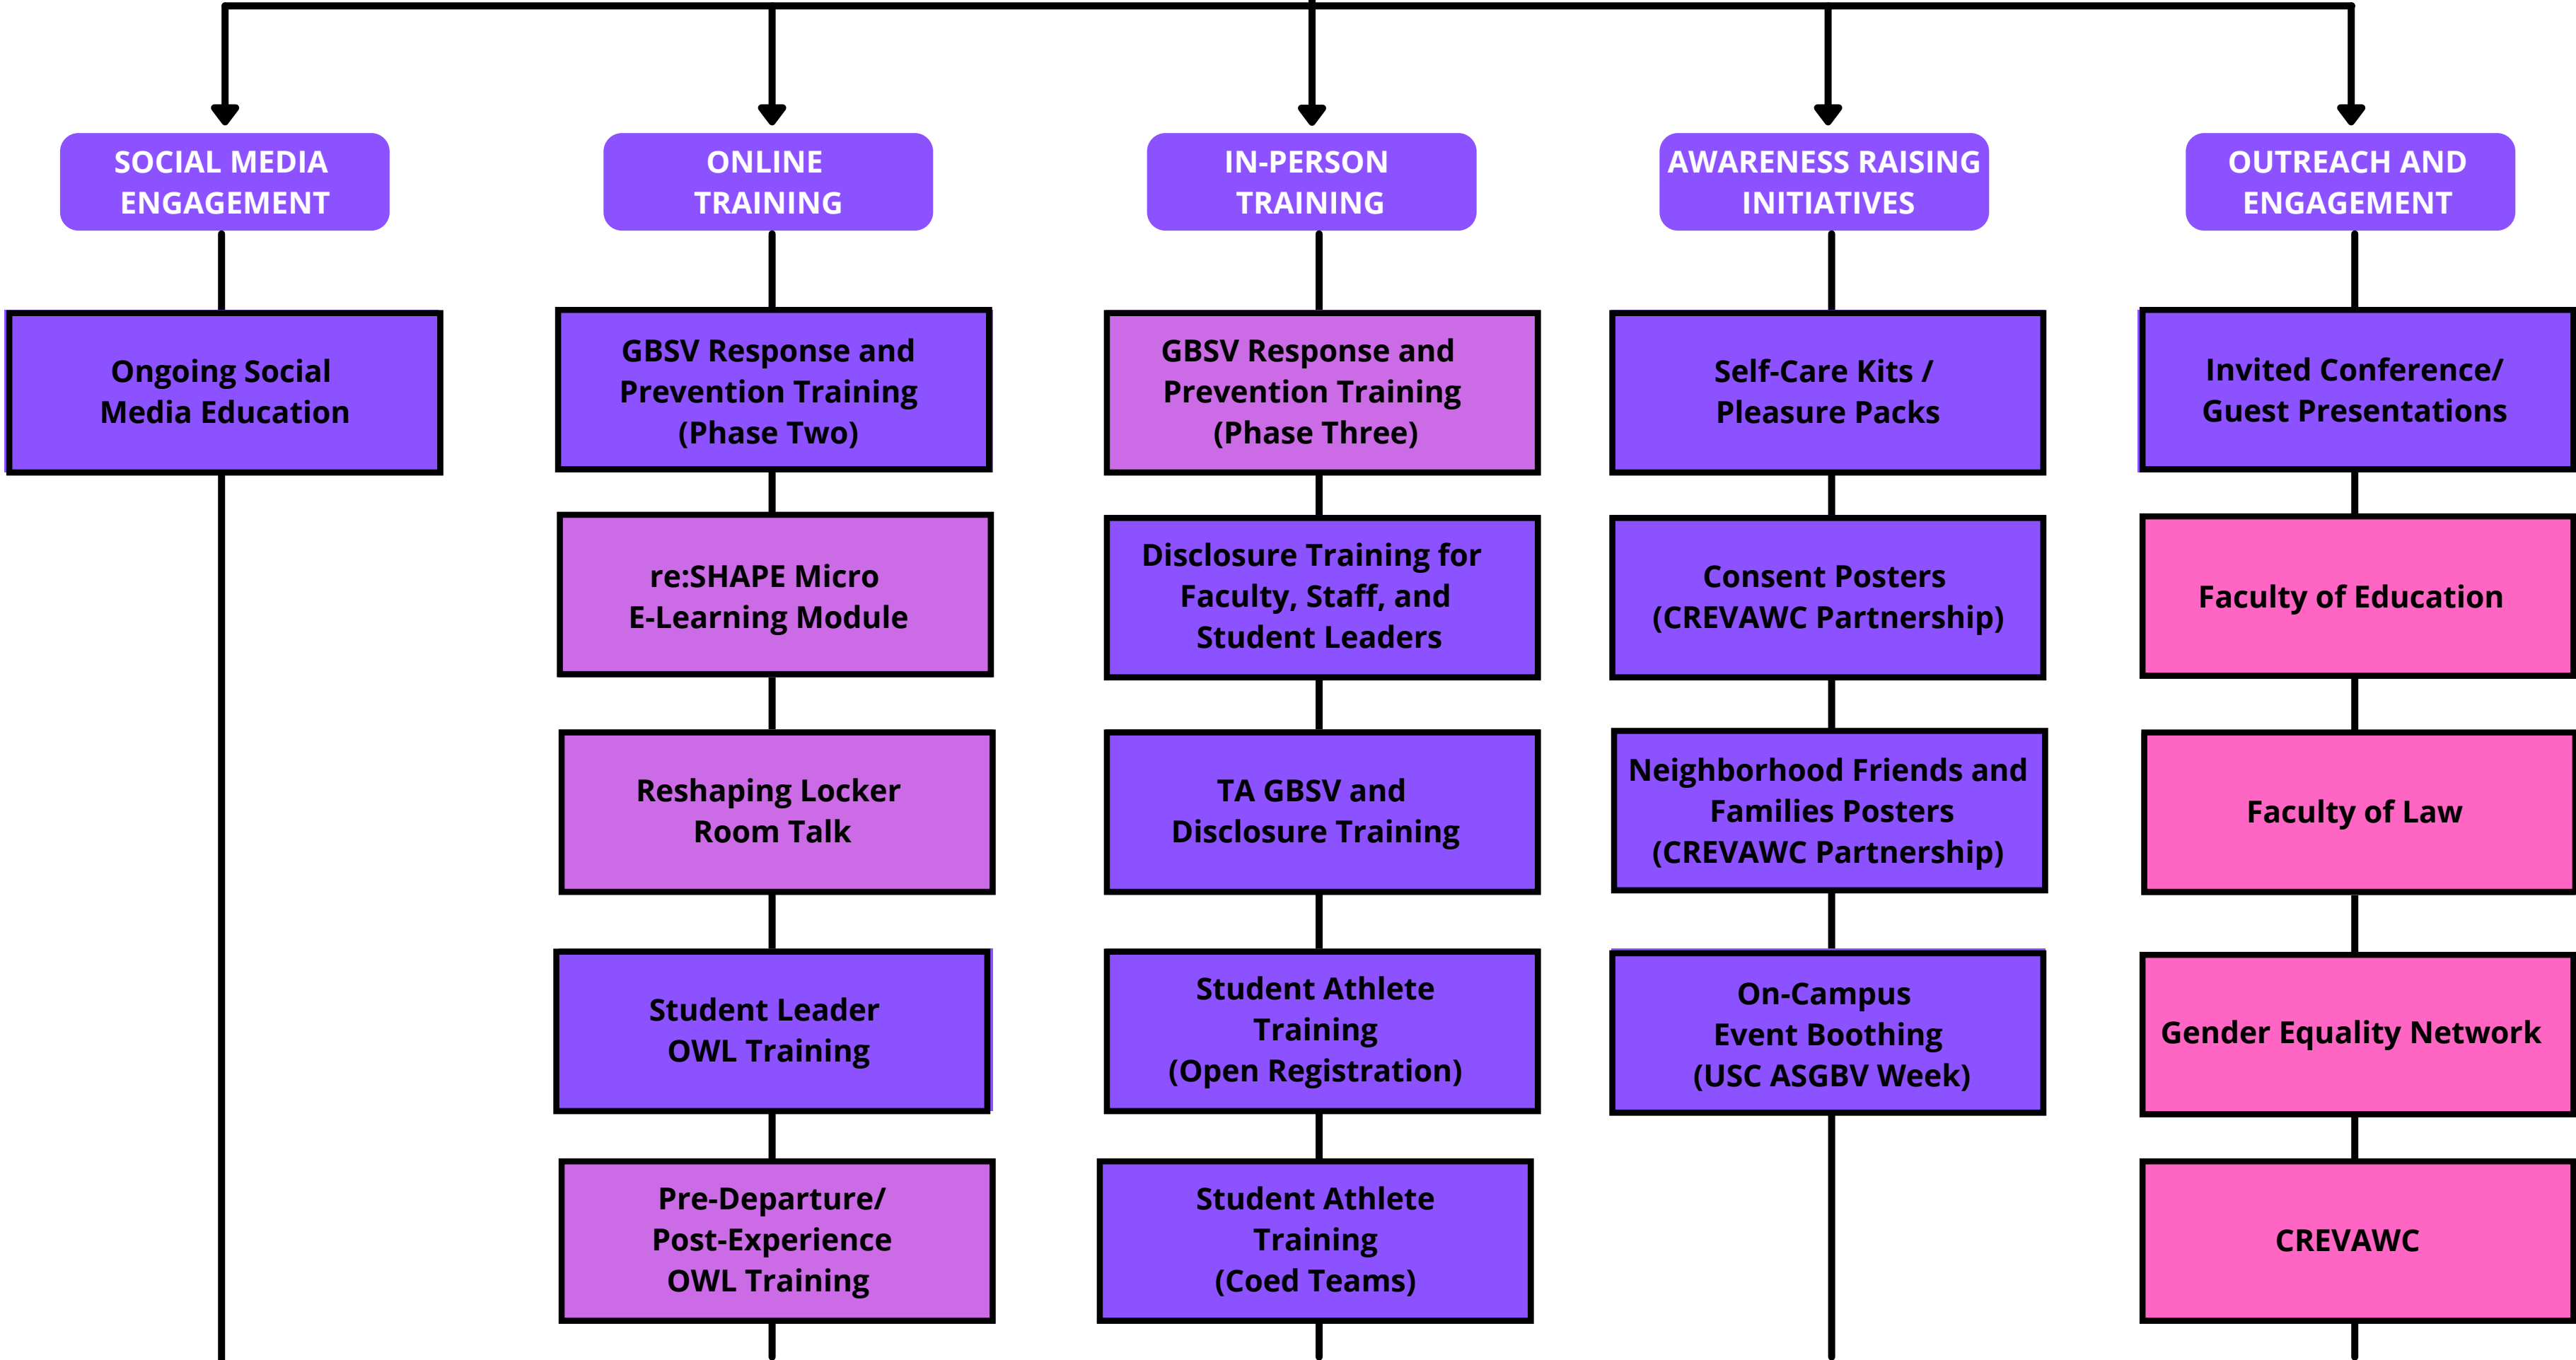 SOCIAL MEDIA
ENGAGEMENT
Ongoing Social
Media Education
ONLINE
TRAINING
GBSV Response and
Prevention Training
(Phase Two)
re:SHAPE Micro
E-Learning Module
Reshaping Locker
Room Talk
Student Leader
OWL Training
Pre-Departure/
Post-Experience
OWL Training
IN-PERSON
TRAINING
GBSV Response and
Prevention Training
(Phase Three)
Disclosure Training for
Faculty, Staff, and
Student Leaders
TA GBSV and
Disclosure Training
Student Athlete
Training
(Open Registration)
Student Athlete
Training
(Coed Teams)
AWARENESS RAISING
INITIATIVES
Self-Care Kits /
Pleasure Packs
Consent Posters
(CREVAWC Partnership)
Neighborhood Friends and
Families Posters
(CREVAWC Partnership)
On-Campus
Event Boothing
(USC ASGBV Week)
OUTREACH AND
ENGAGEMENT
Invited Conference/
Guest Presentations
Faculty of Education
Faculty of Law
Gender Equality Network
CREVAWC